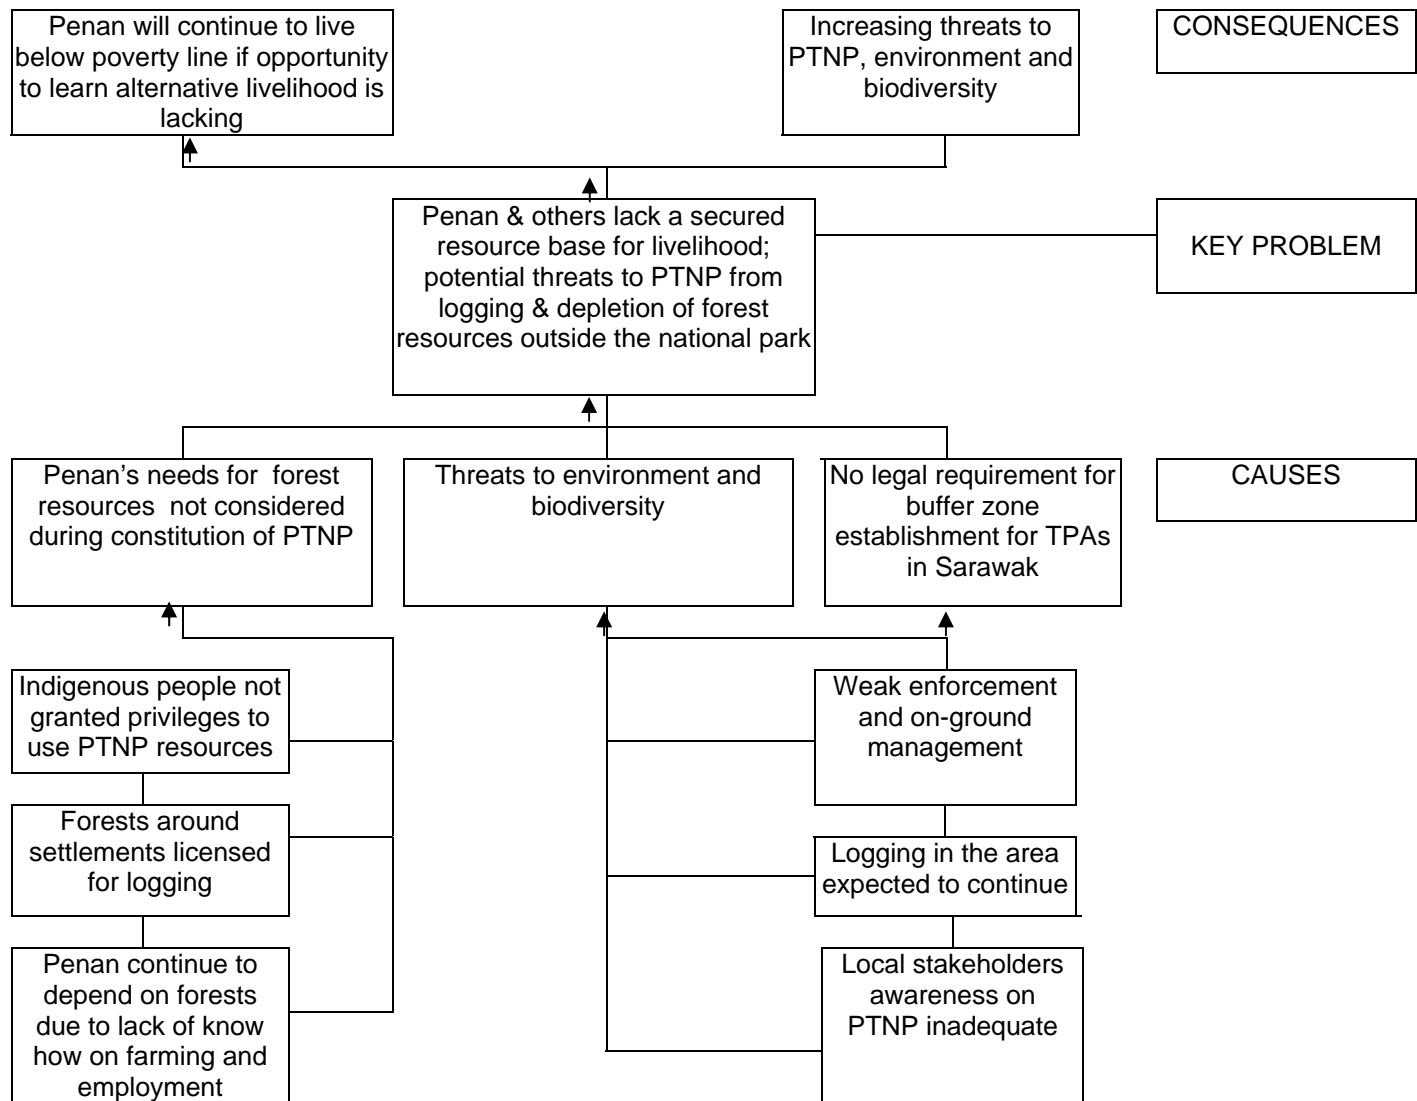 Penan will continue to live
below poverty line if opportunity
to learn alternative livelihood is
lacking
Increasing threats to
PTNP, environment and
biodiversity
CONSEQUENCES
Penan & others lack a secured
resource base for livelihood;
potential threats to PTNP from
logging & depletion of forest
resources outside the national park
KEY PROBLEM
Penan’s needs for forest
resources not considered
during constitution of PTNP
Threats to environment and
biodiversity
No legal requirement for
buffer zone
establishment for TPAs
in Sarawak
CAUSES
Indigenous people not
granted privileges to
use PTNP resources
Weak enforcement
and on-ground
management
Forests around
settlements licensed
for logging
Logging in the area
expected to continue
Penan continue to
depend on forests
due to lack of know
how on farming and
employment
Local stakeholders
awareness on
PTNP inadequate